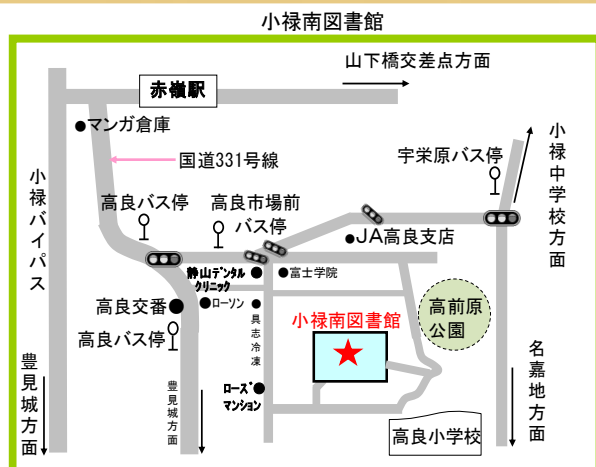 小禄南図書館
山下橋交差点方面
赤嶺駅
マンガ倉庫
国道331号線
小禄中学校方面
宇栄原バス停
高良バス停
高良市場前
バス停
小禄バイパス
JA高良支店
静山デンタル
クリニック
富士学院
高良交番
ローソン
具志冷凍
高前原
公園
小禄南図書館
高良バス停
豊見城方面
豊見城方面
ローズ
マンション
名嘉地方面
高良小学校